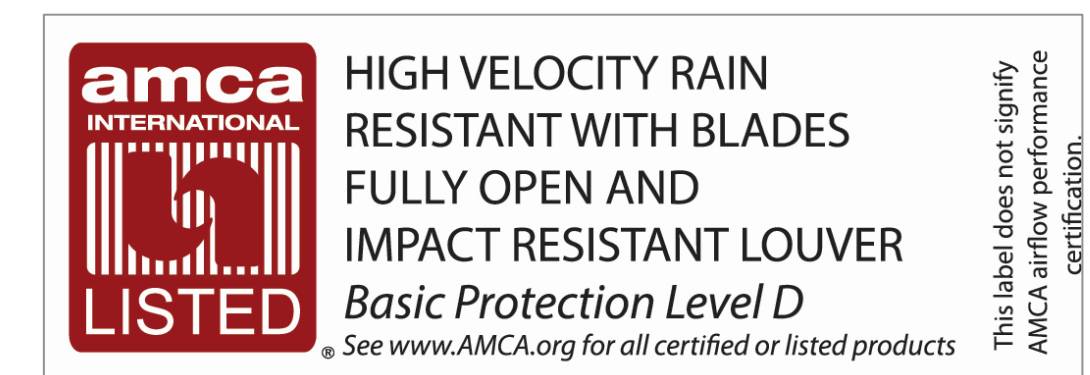 amca
INTERNATIONAL
LISTED
®
HIGH VELOCITY RAIN
RESISTANT WITH BLADES
FULLY OPEN AND
IMPACT RESISTANT LOUVER
Basic Protection Level D
See www.AMCA.org for all certified or listed products
This label does not signify
AMCA airflow performance
certification.